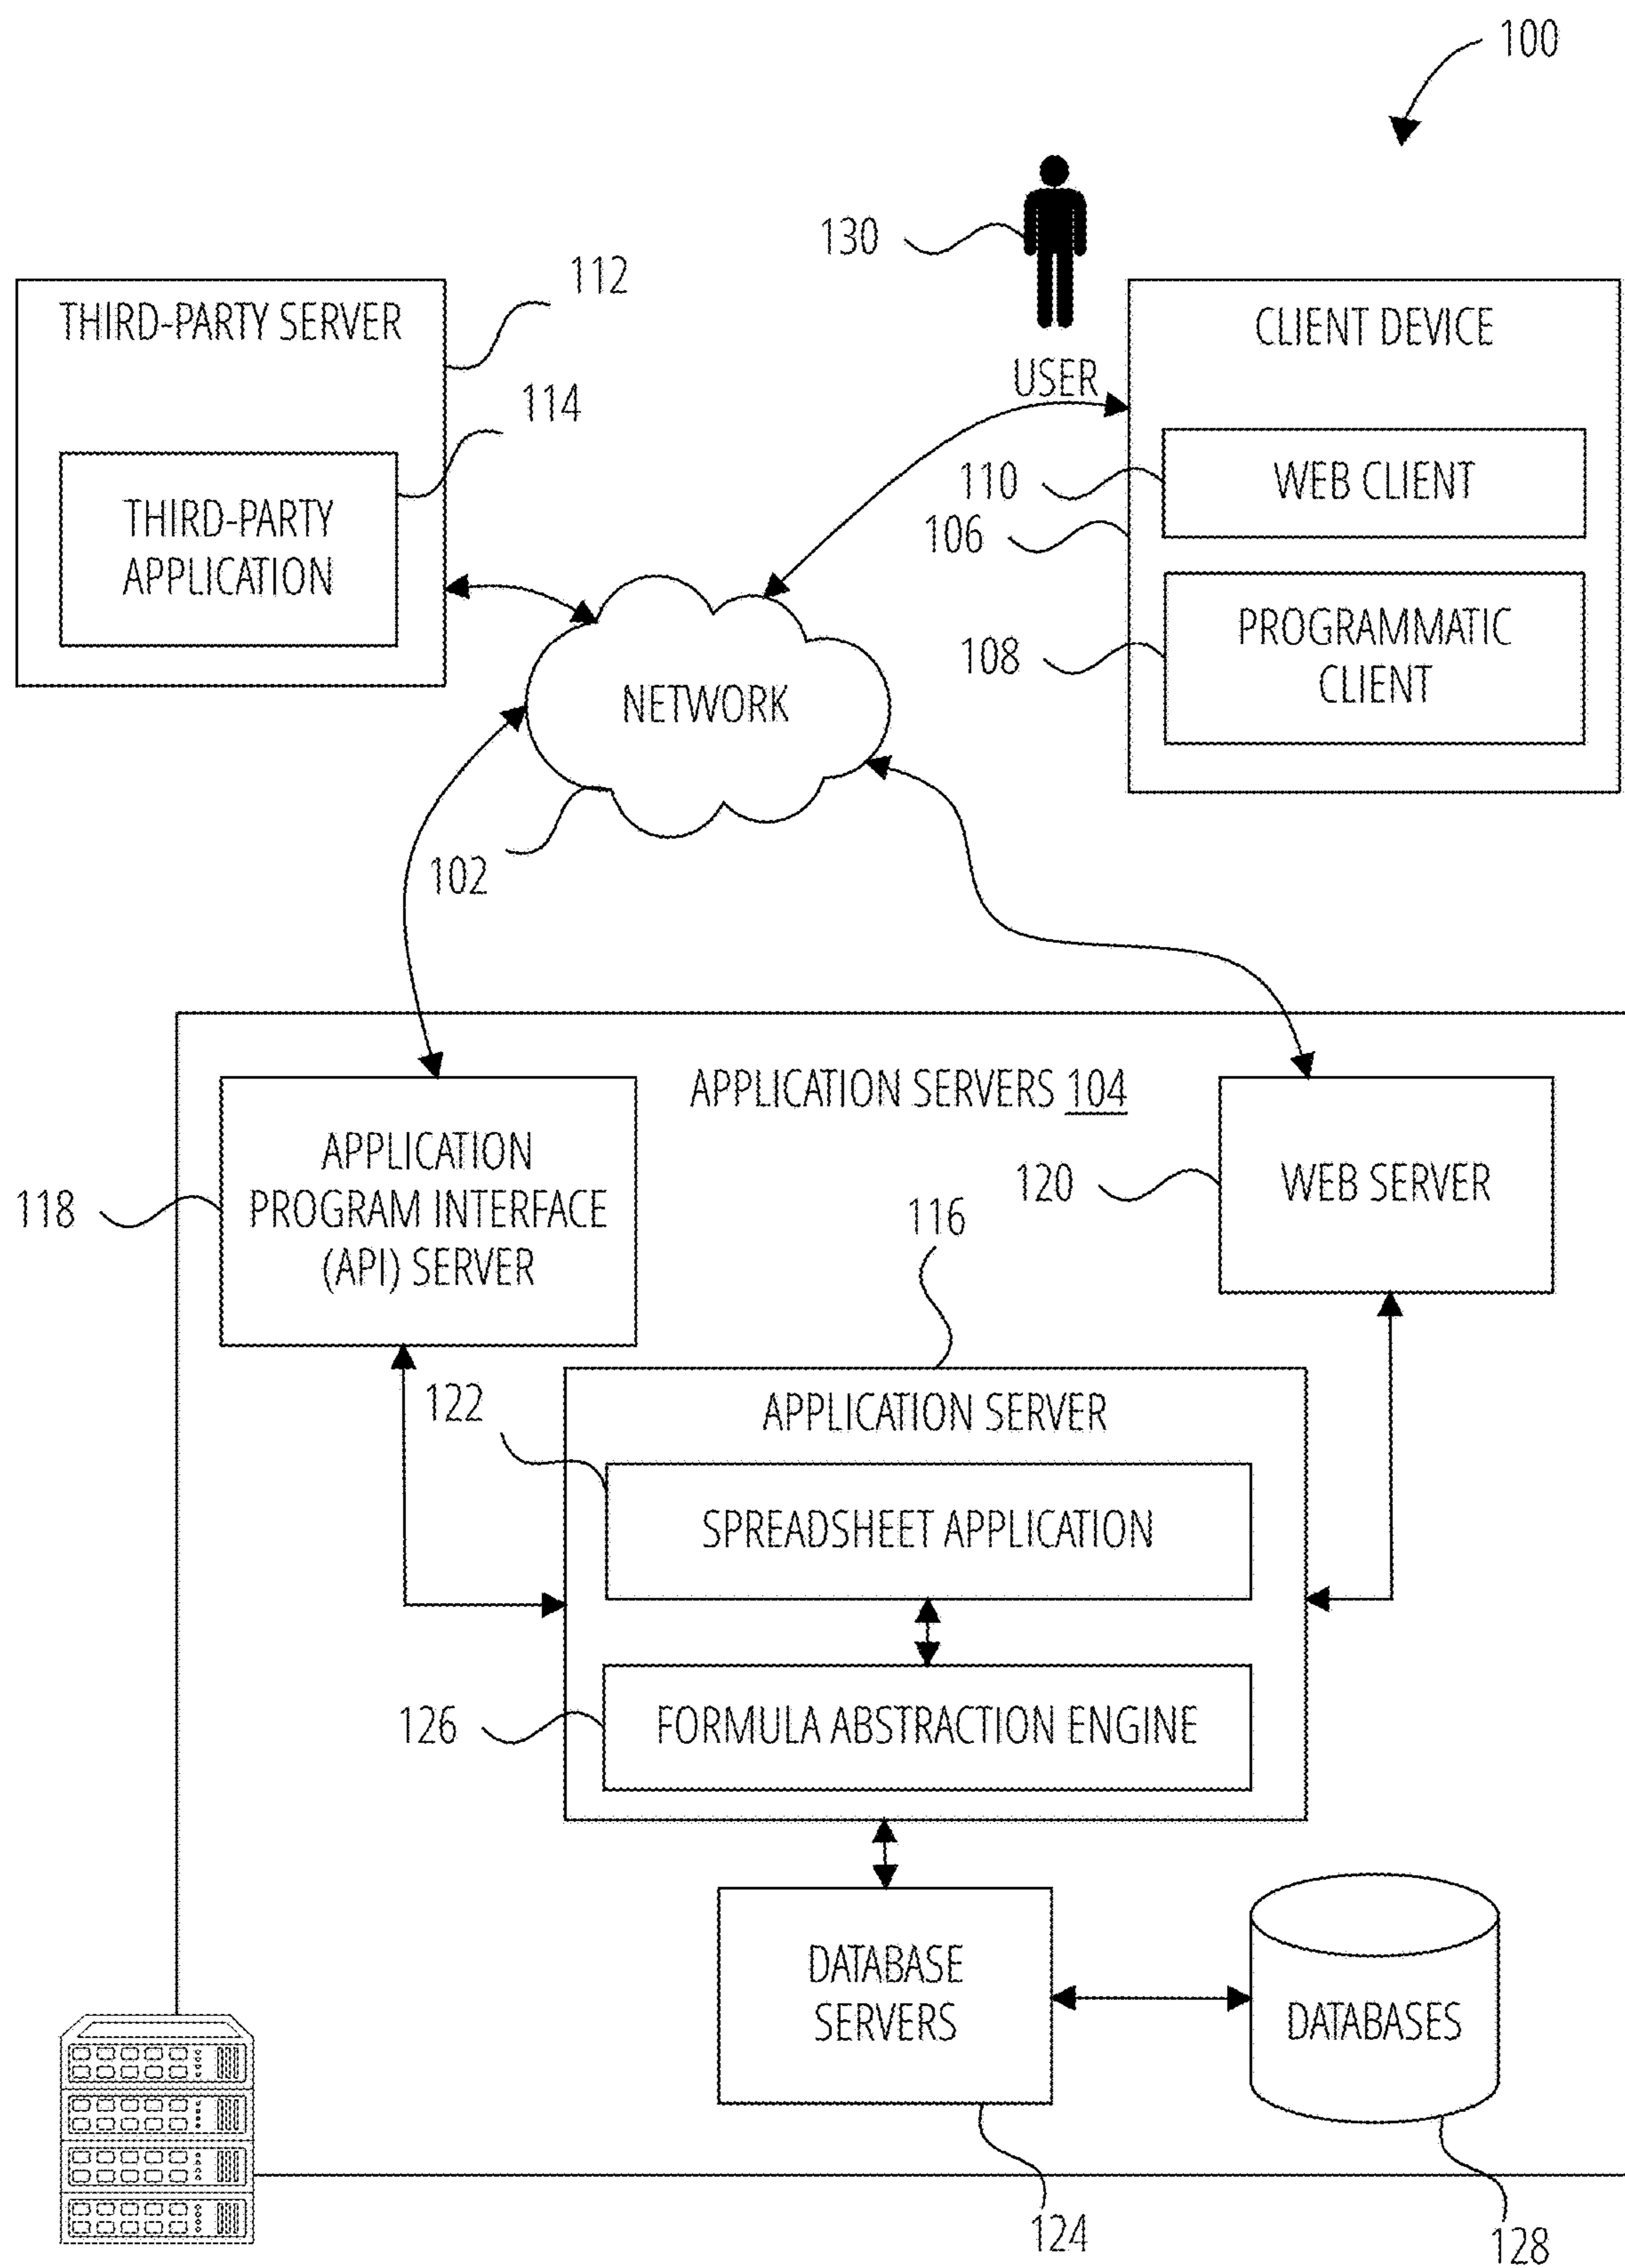 100
130
112
THIRD-PARTY SERVER
CLIENT DEVICE
USER
114
110
WEB CLIENT
THIRD-PARTY
APPLICATION
106
108
PROGRAMMATIC
CLIENT
NETWORK
102
APPLICATION SERVERS 104
118
APPLICATION
PROGRAM INTERFACE
(API) SERVER
120
WEB SERVER
116
122
APPLICATION SERVER
SPREADSHEET APPLICATION
126
FORMULA ABSTRACTION ENGINE
DATABASE
SERVERS
DATABASES
124
128